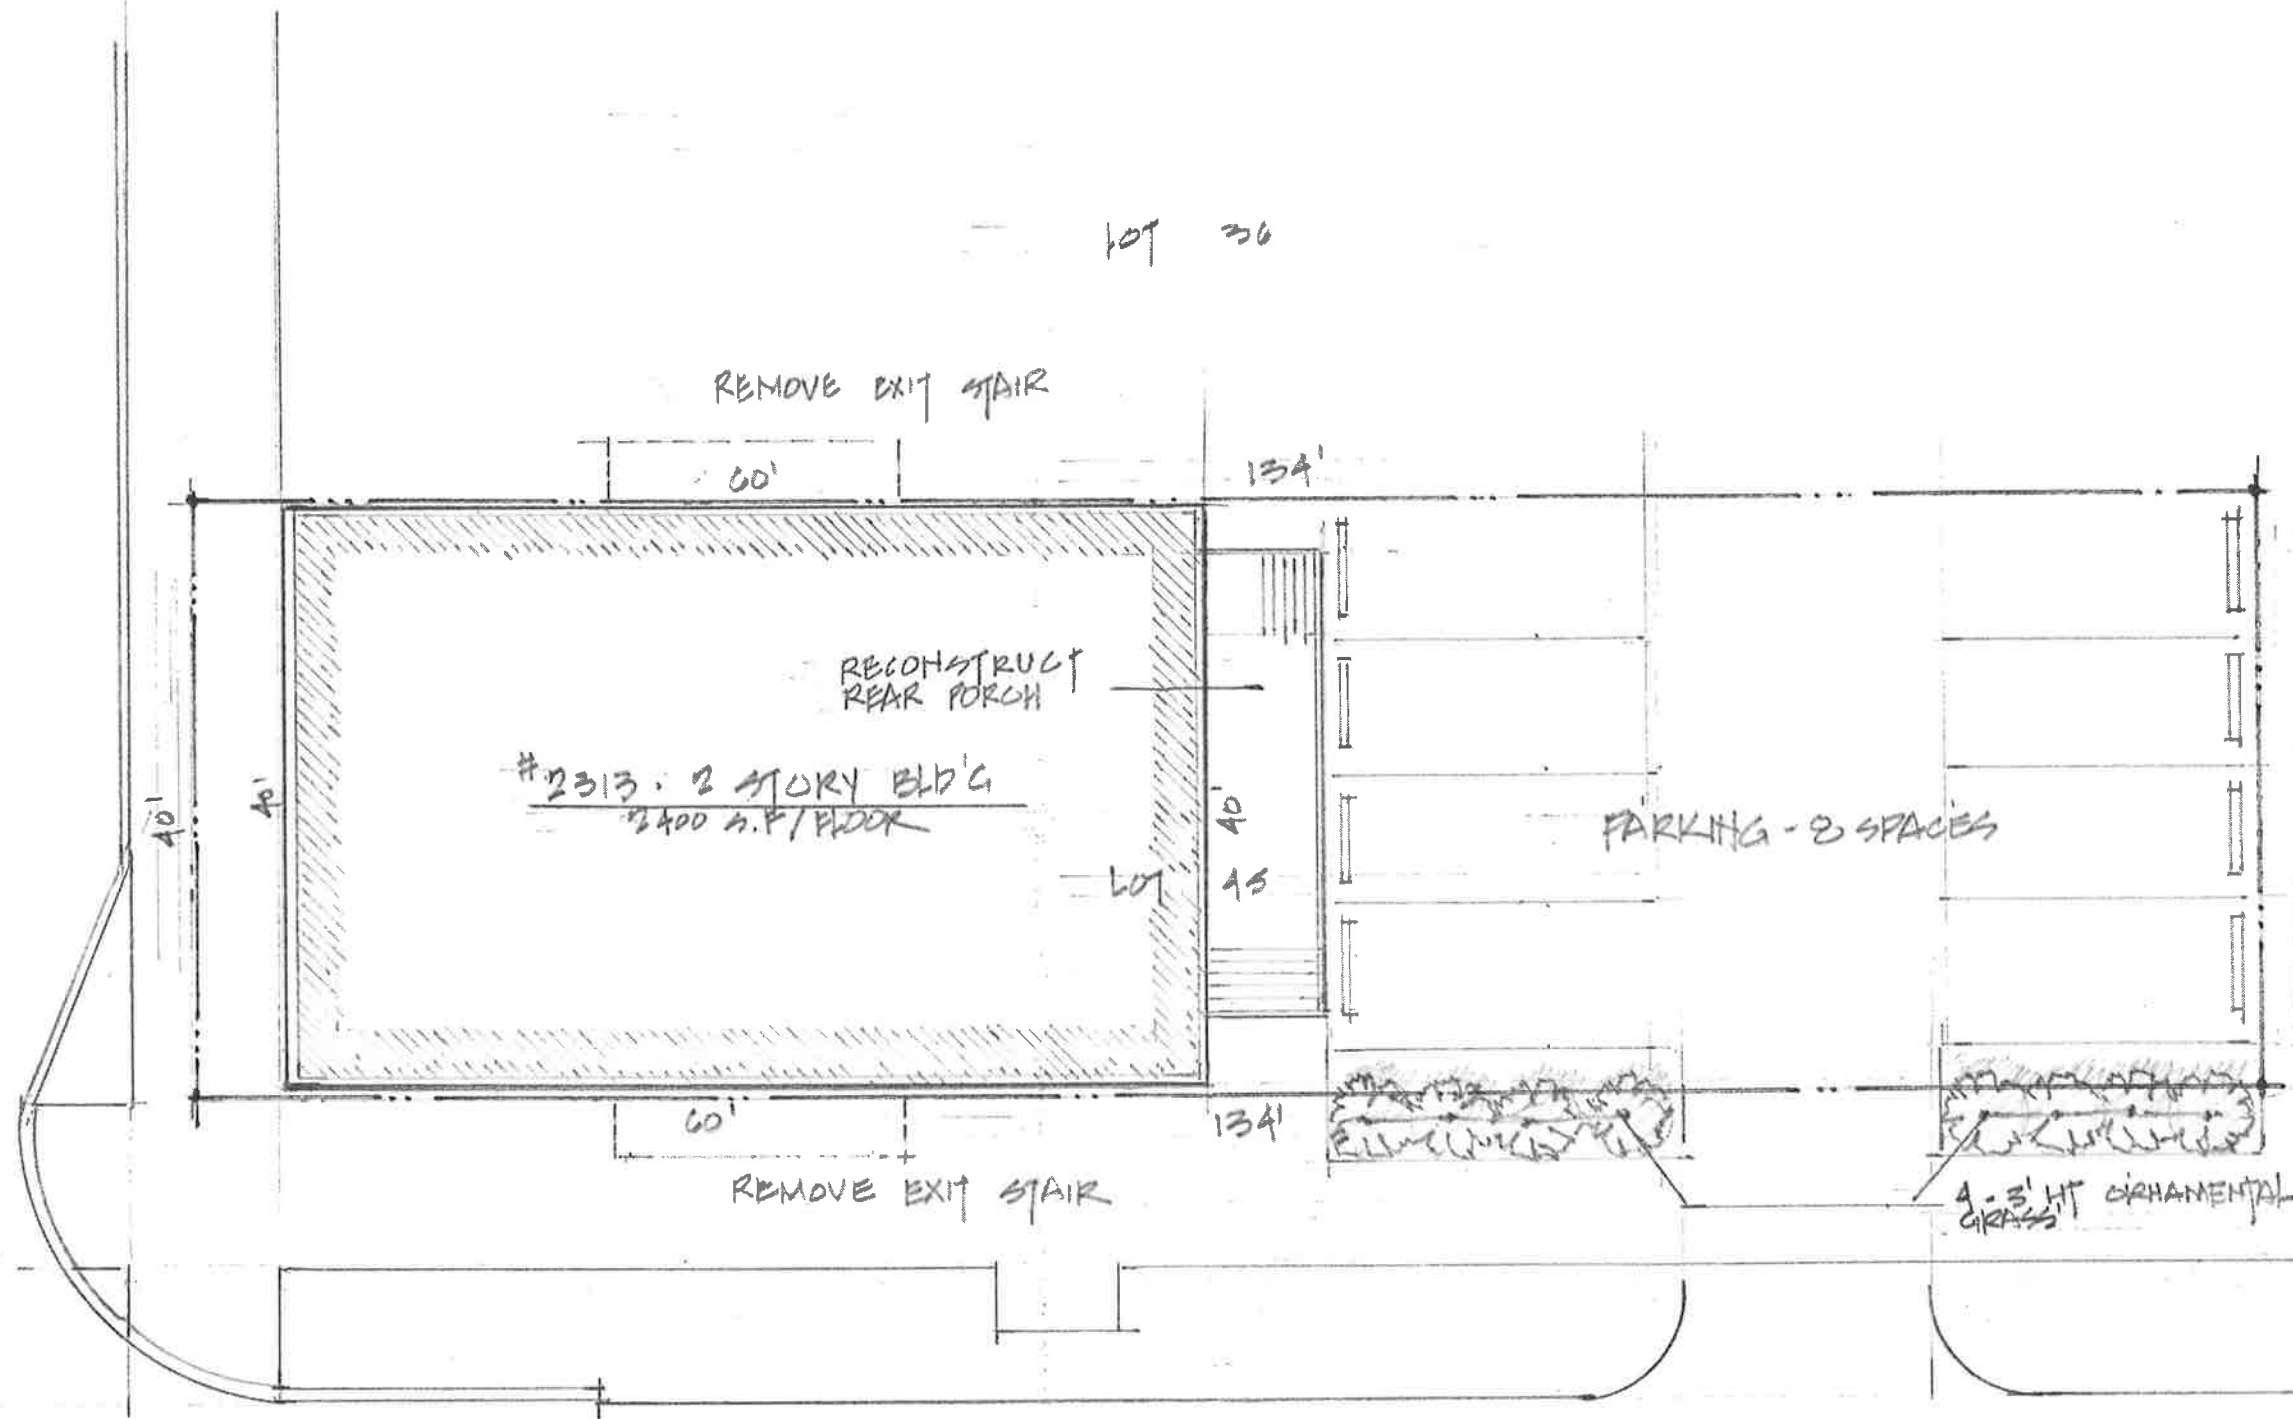 LOT 36
REMOVE EXIT STAIR
60'
134'
RECONSTRUCT
REAR PORCH
#2313. 2 STORY BLD'G
2400 S.F/FLOOR
40'
40'
40'
PARKING - 8 SPACES
LOT 45
60'
134'
REMOVE EXIT STAIR
4 - 3' HT ORNAMENTAL
GRASS